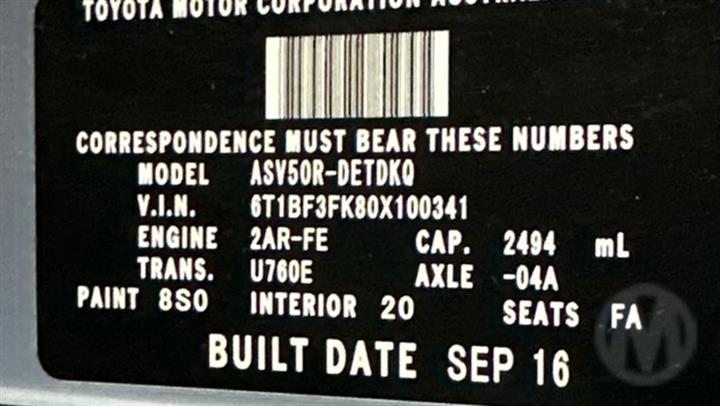 TOYOTA MOTOR CORPORATION
CORRESPONDENCE MUST BEAR THESE NUMBERS
MODEL ASV50R-DETDKQ
V.I.N. 6T1BF3FK80X100341
ENGINE 2AR-FE CAP. 2494 mL
TRANS. U760E AXLE -04A
PAINT 8S0 INTERIOR 20 SEATS FA
BUILT DATE SEP 16
M